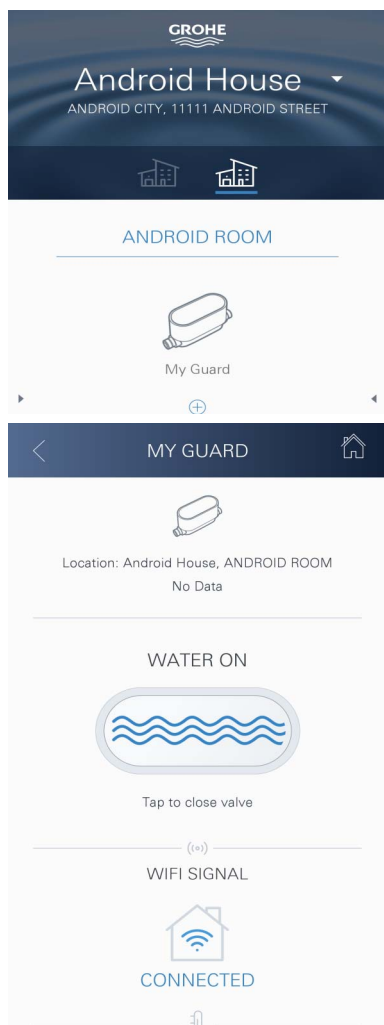 GROHE
Android House
ANDROID CITY, 11111 ANDROID STREET
ANDROID ROOM
My Guard
MY GUARD
Location: Android House, ANDROID ROOM
No Data
WATER ON
Tap to close valve
WIFI SIGNAL
CONNECTED